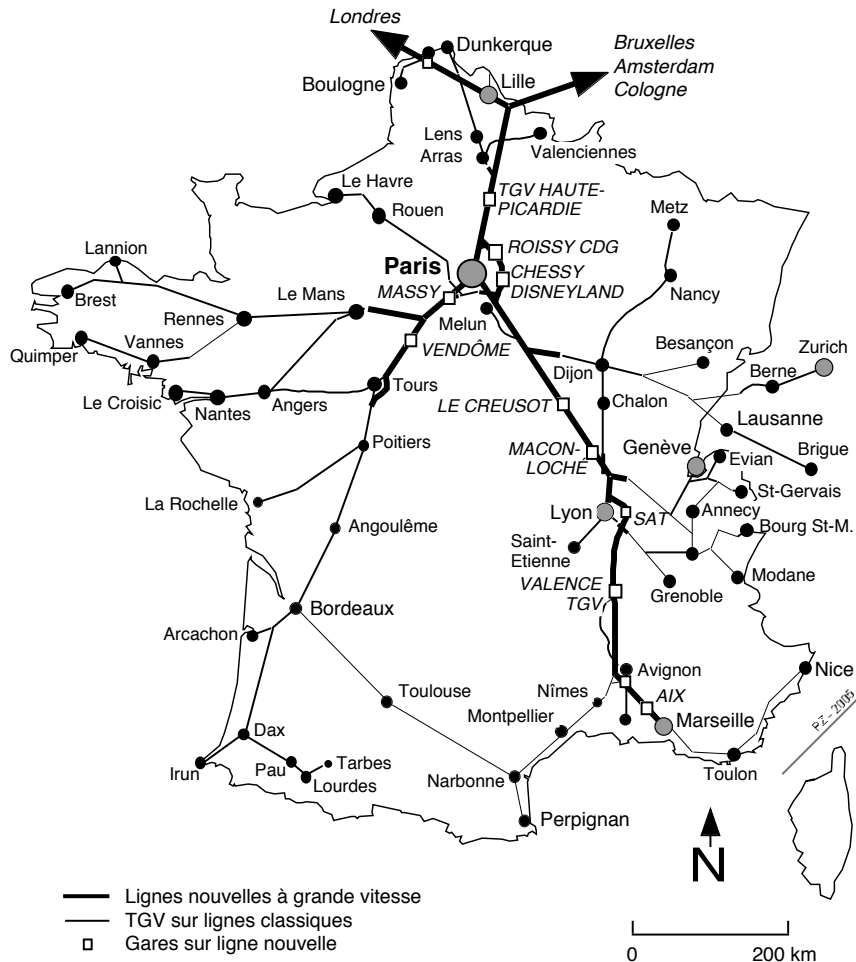 Londres
Dunkerque
Bruxelles
Amsterdam
Cologne
Boulogne
Lille
Lens
Arras
Valenciennes
Le Havre
TGV HAUTE-
PICARDIE
Rouen
Metz
Lannion
ROISSY CDG
Paris
CHESSY
DISNEYLAND
MASSY
Nancy
Brest
Le Mans
Rennes
Melun
Vannes
Quimper
VENDÔME
Besançon
Zurich
Dijon
Berne
Le Croisic
Nantes
Angers
Tours
LE CREUSOT
Chalon
Lausanne
Poitiers
MACON-
LOCHÉ
Genève
Evian
Brigue
La Rochelle
St-Gervais
Lyon
SAT
Annecy
Angoulême
Saint-
Etienne
Bourg St-M.
VALENCE
TGV
Modane
Grenoble
Bordeaux
Arcachon
Avignon
Nice
Toulouse
Nîmes
AIX
Montpellier
Marseille
PZ - 2005
Dax
Irun
Pau
Tarbes
Lourdes
Narbonne
Toulon
Perpignan
N
Lignes nouvelles à grande vitesse
TGV sur lignes classiques
Gares sur ligne nouvelle
0 200 km